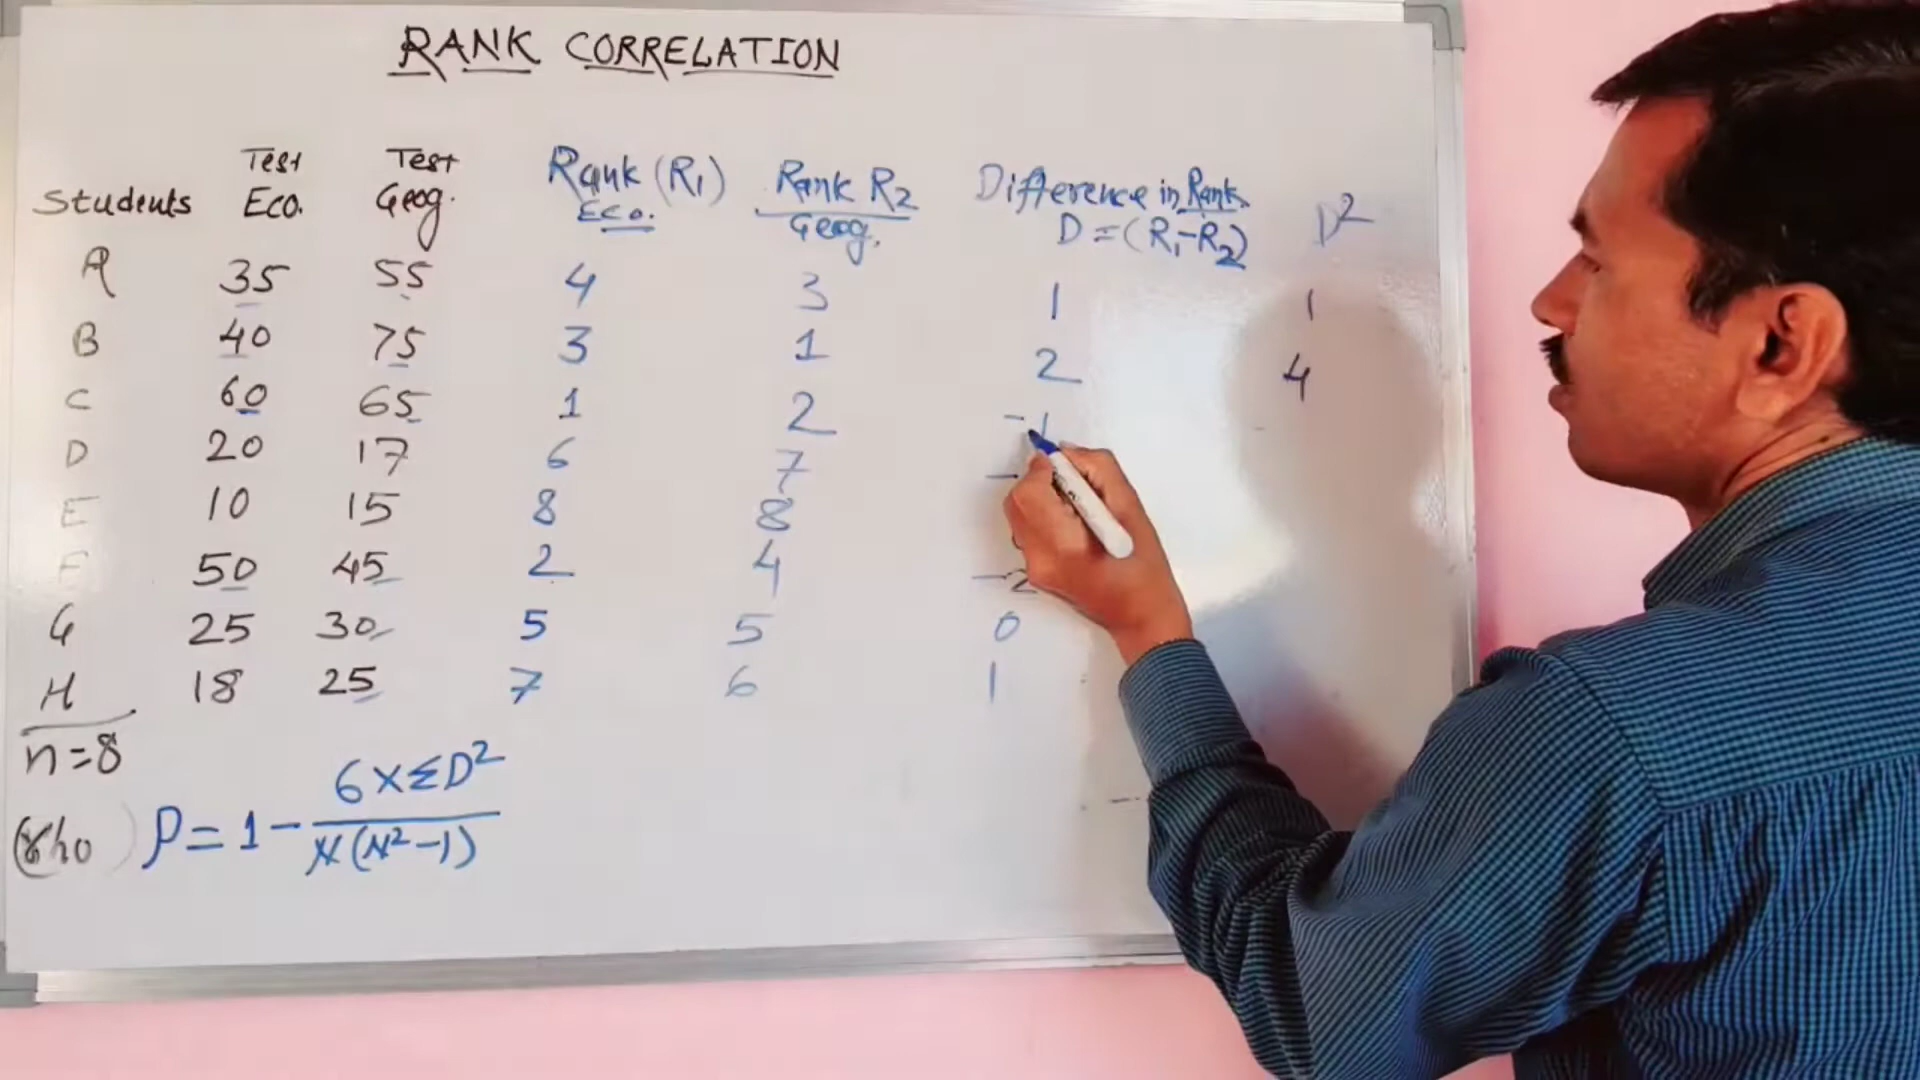 RANK CORRELATION
Students Test Eco. Test Geog. Rank (R₁) Eco. Rank R₂ Geog. Difference in Rank D = (R₁-R₂) D²
A 35 55 4 3 1 1
B 40 75 3 1 2 4
C 60 65 1 2 -1
D 20 17 6 7 -
E 10 15 8 8
F 50 45 2 4 -2
G 25 30 5 5 0
H 18 25 7 6 1
n=8
(rho) ρ = 1 - 6×ΣD² / N(N²-1)